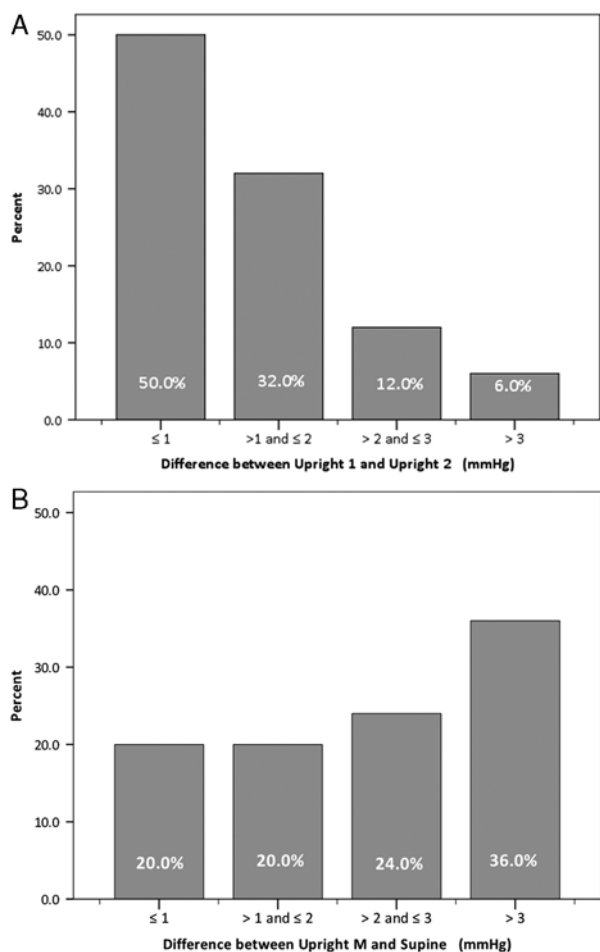 A
50.0
40.0
30.0
20.0
10.0
0.0
Percent
50.0%
32.0%
12.0%
6.0%
≤ 1
>1 and ≤ 2
> 2 and ≤ 3
> 3
Difference between Upright 1 and Upright 2 (mmHg)
B
50.0
40.0
30.0
20.0
10.0
0.0
Percent
20.0%
20.0%
24.0%
36.0%
≤ 1
> 1 and ≤ 2
> 2 and ≤ 3
> 3
Difference between Upright M and Supine (mmHg)